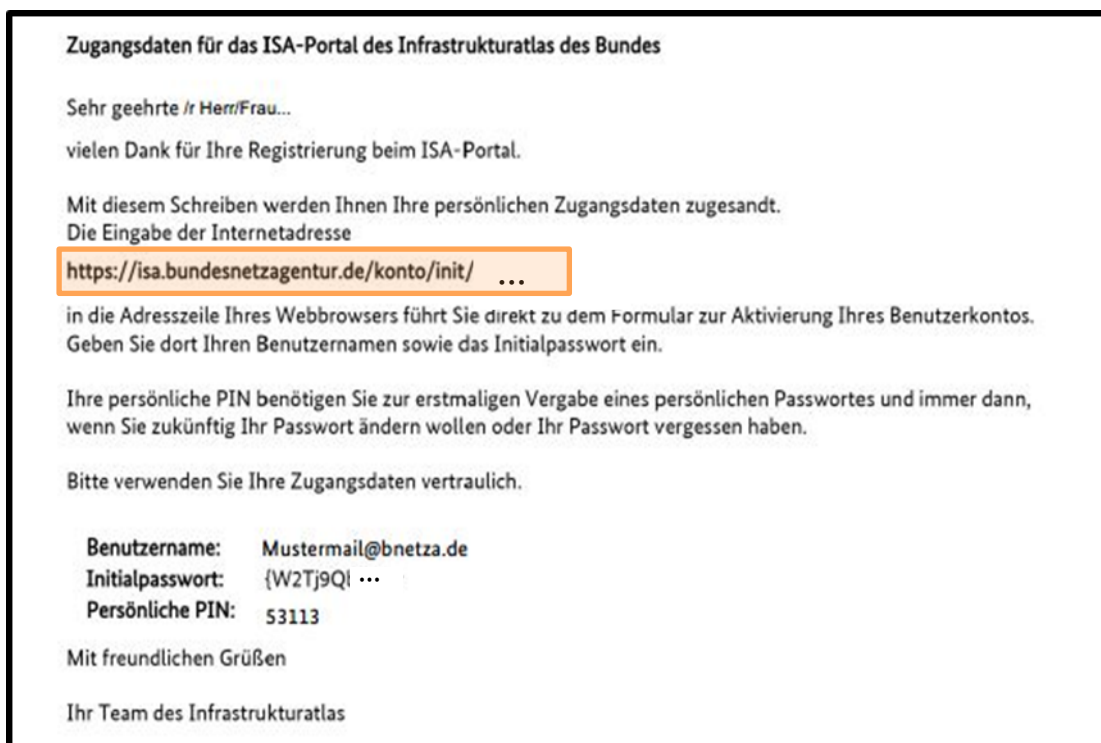 Zugangsdaten für das ISA-Portal des Infrastrukturatlas des Bundes
Sehr geehrte /r Herr/Frau...
vielen Dank für Ihre Registrierung beim ISA-Portal.
Mit diesem Schreiben werden Ihnen Ihre persönlichen Zugangsdaten zugesandt.
Die Eingabe der Internetadresse
https://isa.bundesnetzagentur.de/konto/init/ ...
in die Adresszeile Ihres Webbrowsers führt Sie direkt zu dem Formular zur Aktivierung Ihres Benutzerkontos.
Geben Sie dort Ihren Benutzernamen sowie das Initialpasswort ein.
Ihre persönliche PIN benötigen Sie zur erstmaligen Vergabe eines persönlichen Passwortes und immer dann,
wenn Sie zukünftig Ihr Passwort ändern wollen oder Ihr Passwort vergessen haben.
Bitte verwenden Sie Ihre Zugangsdaten vertraulich.
Benutzername: Mustermail@bnetza.de
Initialpasswort: {W2Tj9Q ...
Persönliche PIN: 53113
Mit freundlichen Grüßen
Ihr Team des Infrastrukturatlas